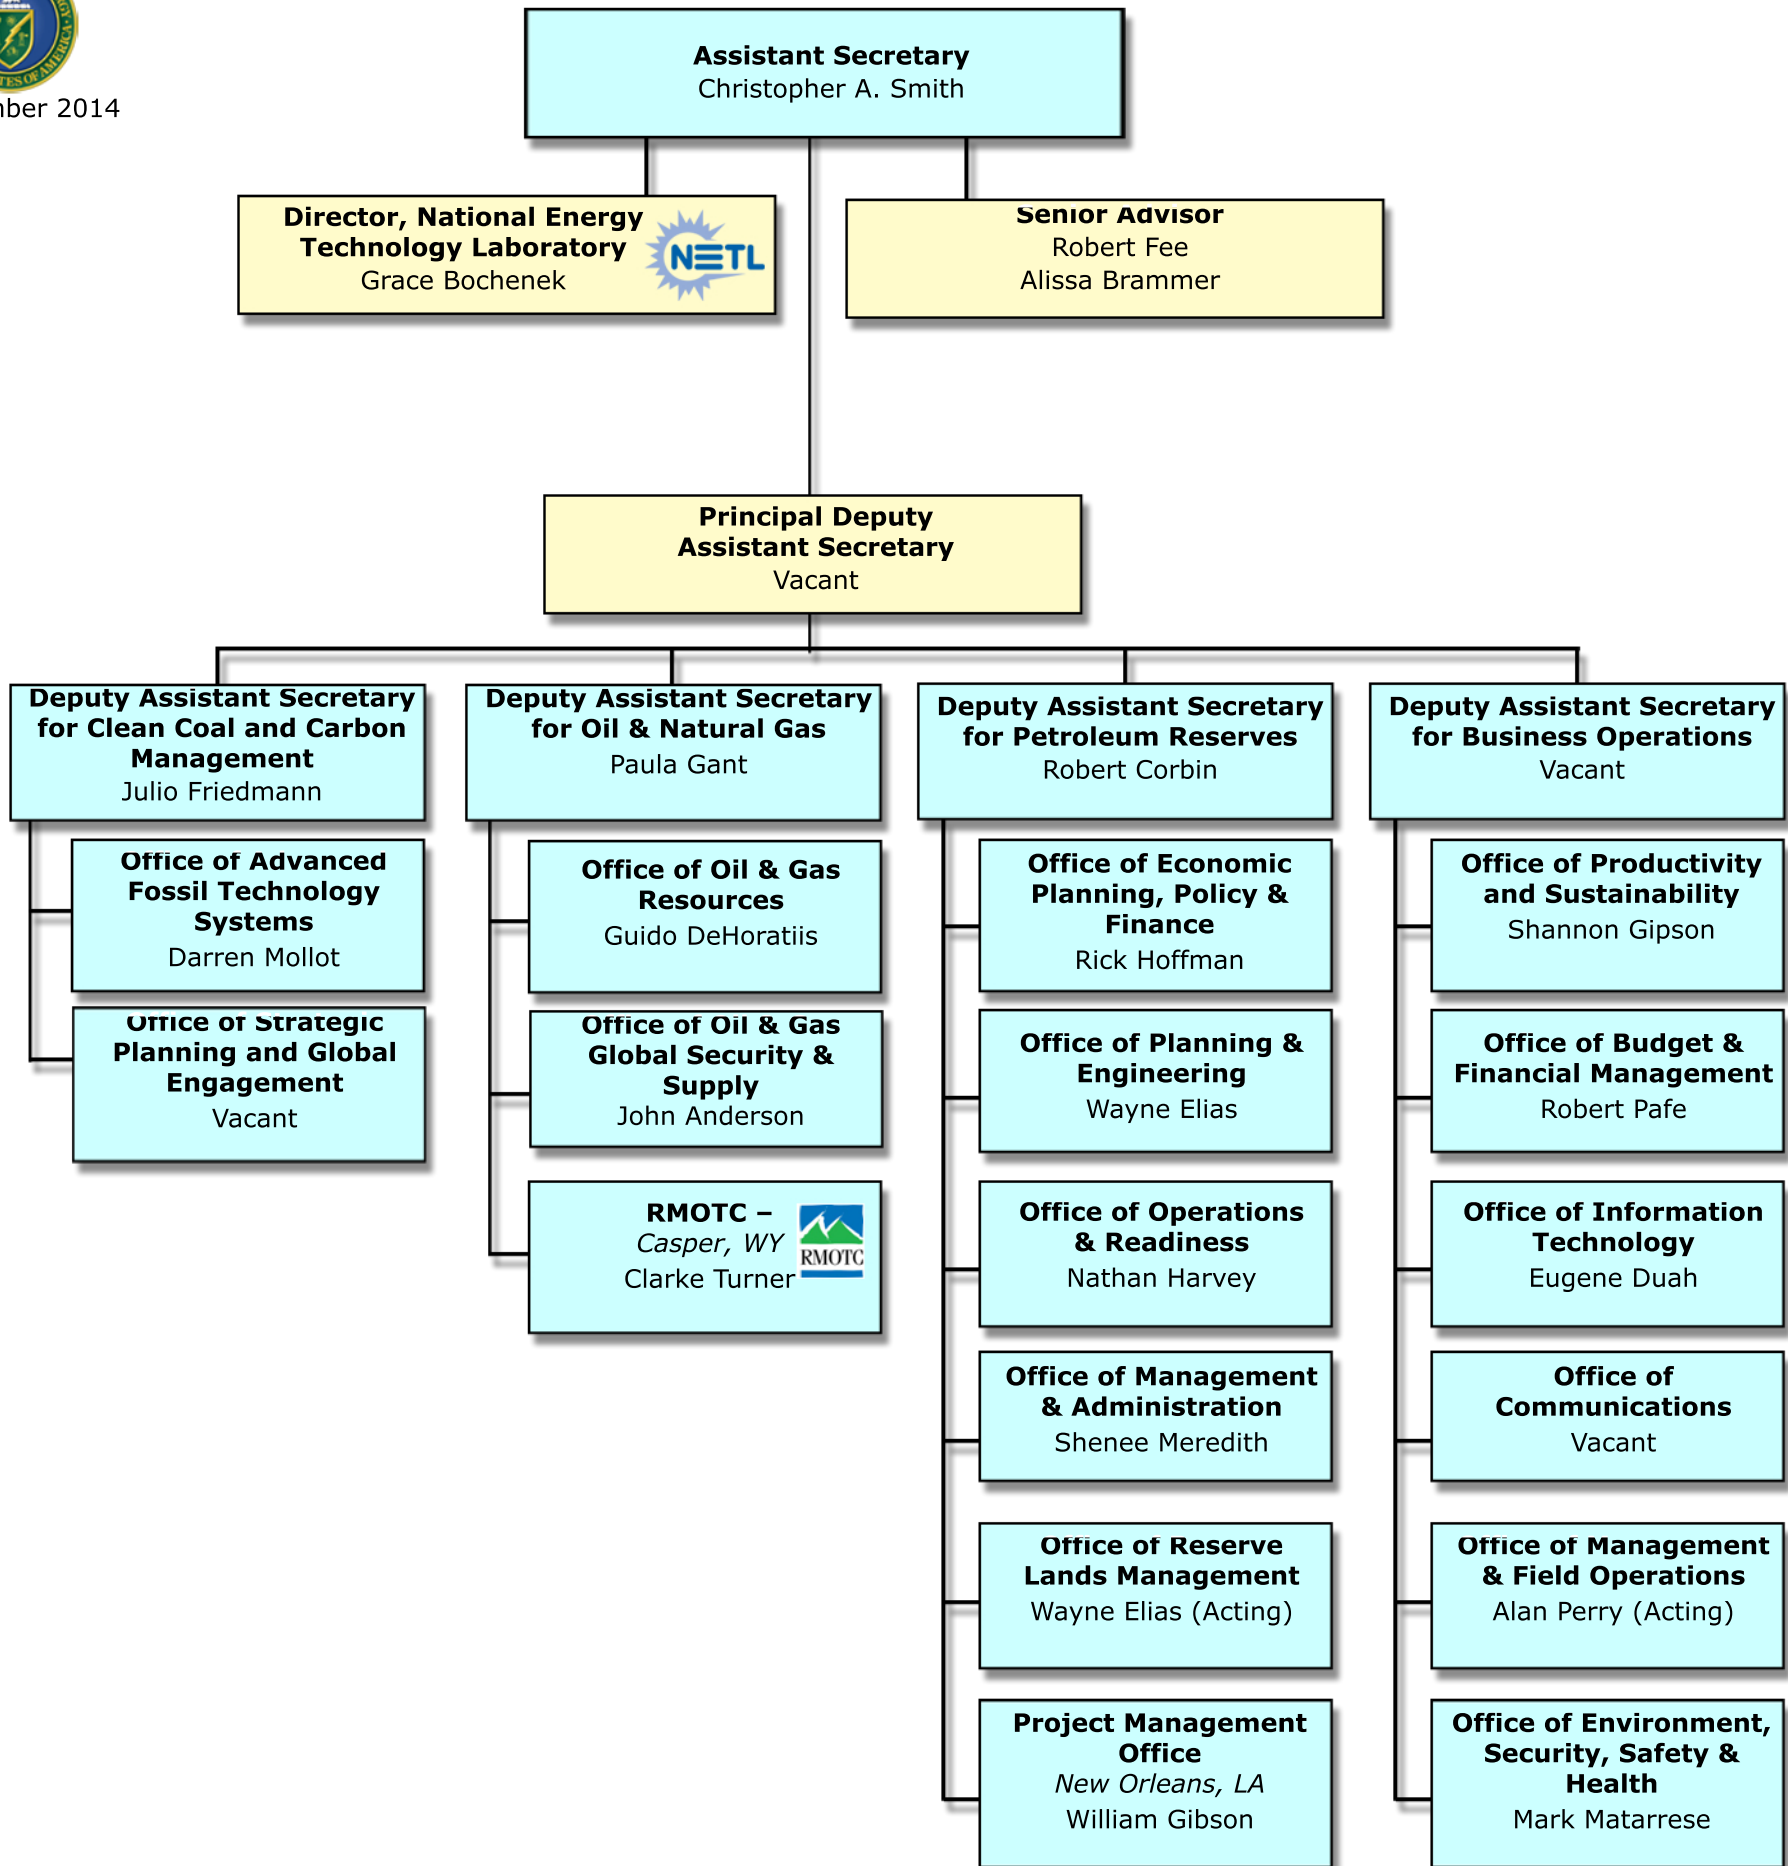 2014
Assistant Secretary
Christopher A. Smith
Director, National Energy
Technology Laboratory
Grace Bochenek
NETL
Senior Advisor
Robert Fee
Alissa Brammer
Principal Deputy
Assistant Secretary
Vacant
Deputy Assistant Secretary
for Clean Coal and Carbon
Management
Julio Friedmann
Office of Advanced
Fossil Technology
Systems
Darren Mollot
Office of Strategic
Planning and Global
Engagement
Vacant
Deputy Assistant Secretary
for Oil & Natural Gas
Paula Gant
Office of Oil & Gas
Resources
Guido DeHoratiis
Office of Oil & Gas
Global Security &
Supply
John Anderson
RMOTC –
Casper, WY
Clarke Turner
RMOTC
Deputy Assistant Secretary
for Petroleum Reserves
Robert Corbin
Office of Economic
Planning, Policy &
Finance
Rick Hoffman
Office of Planning &
Engineering
Wayne Elias
Office of Operations
& Readiness
Nathan Harvey
Office of Management
& Administration
Shenee Meredith
Office of Reserve
Lands Management
Wayne Elias (Acting)
Project Management
Office
New Orleans, LA
William Gibson
Deputy Assistant Secretary
for Business Operations
Vacant
Office of Productivity
and Sustainability
Shannon Gipson
Office of Budget &
Financial Management
Robert Pafe
Office of Information
Technology
Eugene Duah
Office of
Communications
Vacant
Office of Management
& Field Operations
Alan Perry (Acting)
Office of Environment,
Security, Safety &
Health
Mark Matarrese